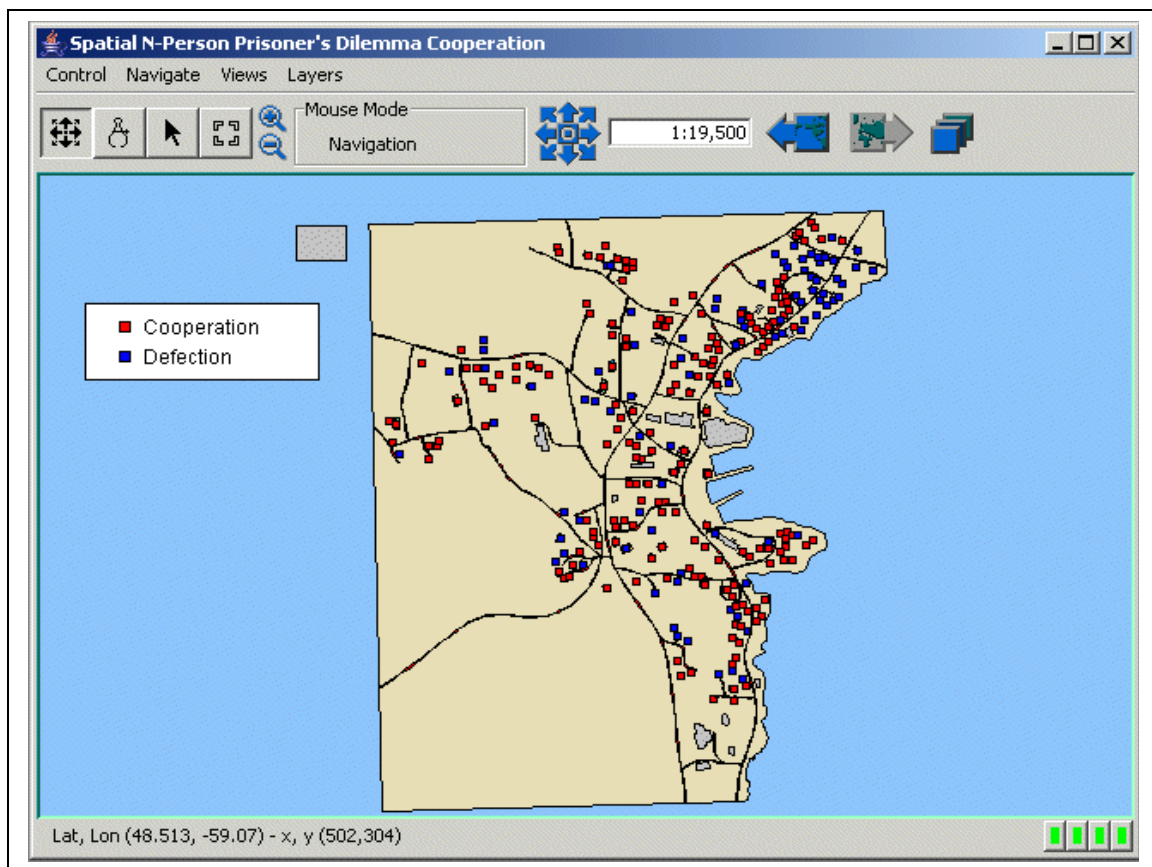 Spatial N-Person Prisoner's Dilemma Cooperation
Control Navigate Views Layers
Mouse Mode
Navigation
1:19,500
Cooperation
Defection
Lat, Lon (48.513, -59.07) - x, y (502,304)